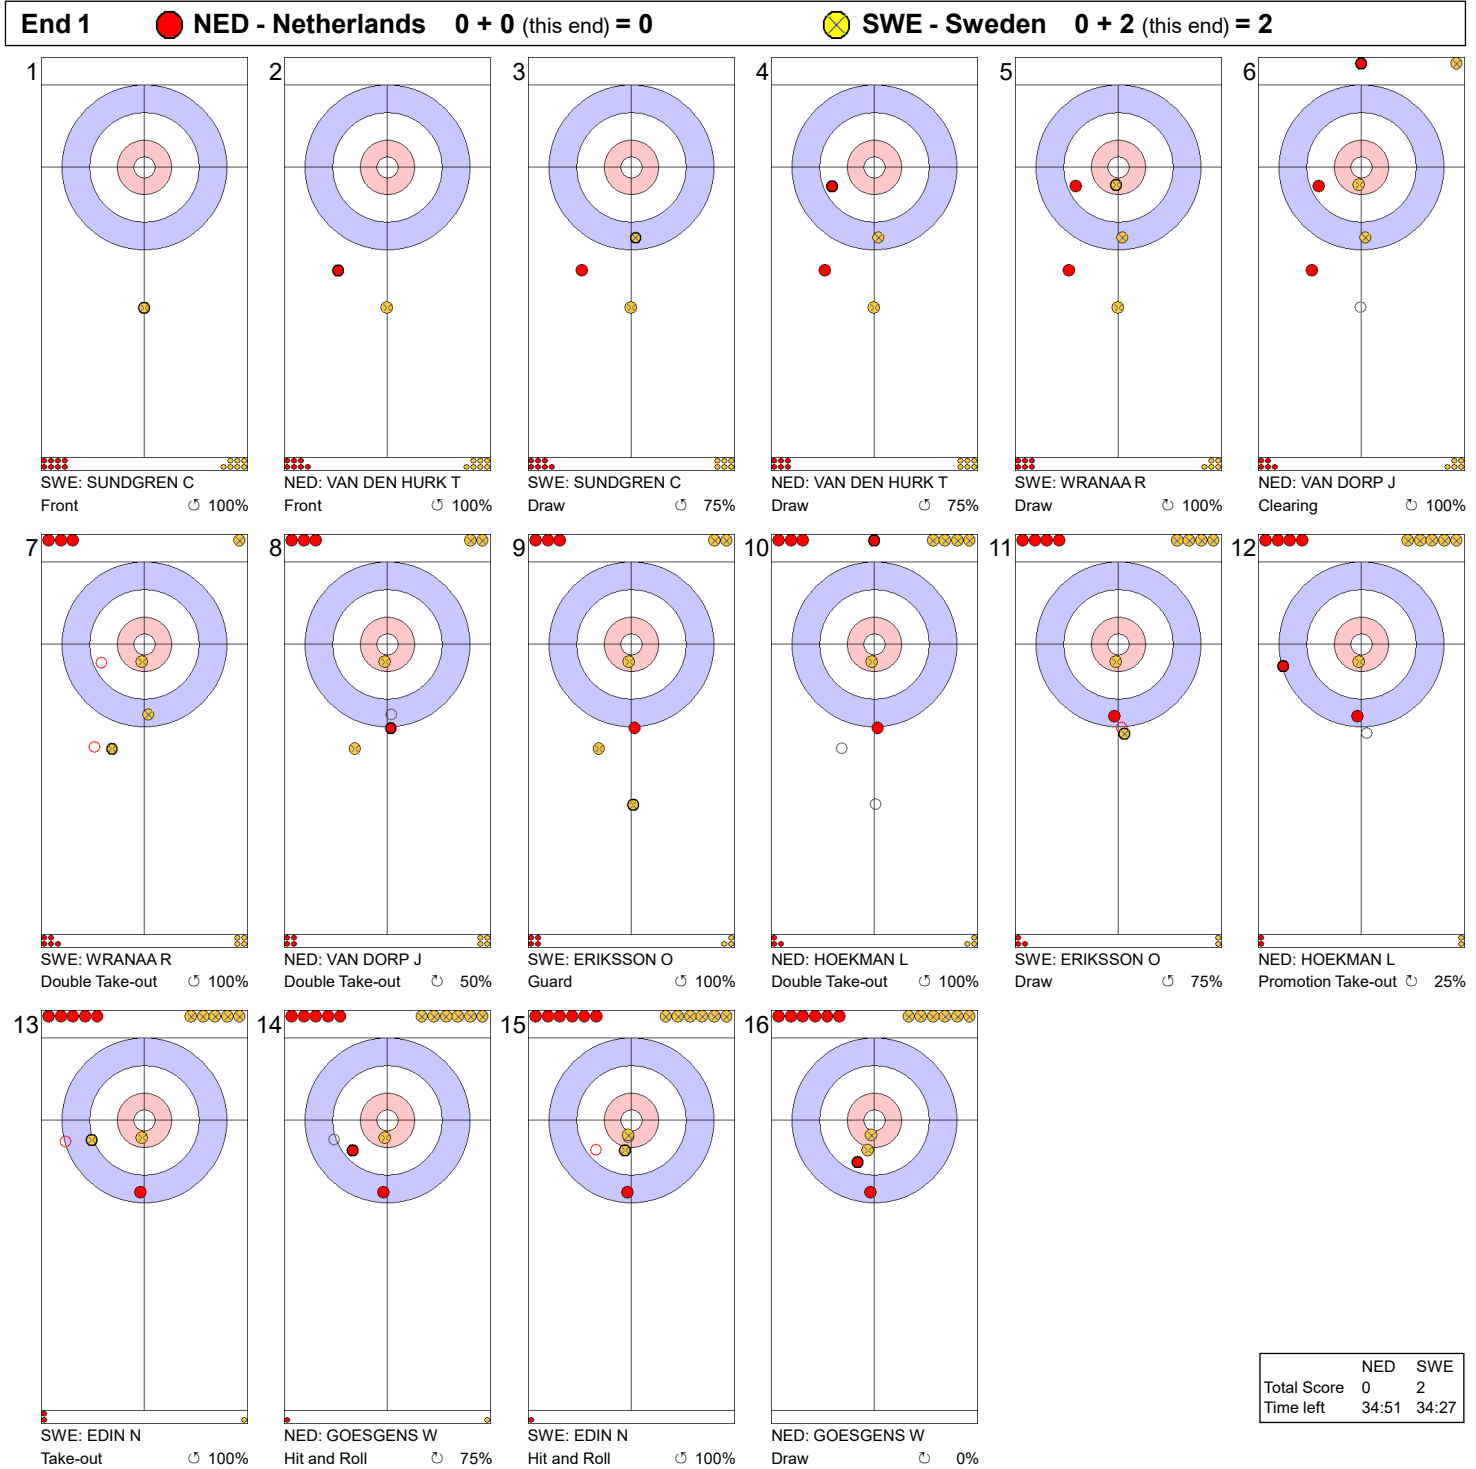 End 1 NED - Netherlands 0 + 0 (this end) = 0 SWE - Sweden 0 + 2 (this end) = 2
1 2 3 4 5 6
SWE: SUNDGREN C NED: VAN DEN HURK T SWE: SUNDGREN C NED: VAN DEN HURK T SWE: WRANAA R NED: VAN DORP J
Front ↺ 100% Front ↺ 100% Draw ↺ 75% Draw ↺ 75% Draw ↻ 100% Clearing ↻ 100%
7 8 9 10 11 12
SWE: WRANAA R NED: VAN DORP J SWE: ERIKSSON O NED: HOEKMAN L SWE: ERIKSSON O NED: HOEKMAN L
Double Take-out ↺ 100% Double Take-out ↻ 50% Guard ↺ 100% Double Take-out ↺ 100% Draw ↺ 75% Promotion Take-out ↻ 25%
13 14 15 16
SWE: EDIN N NED: GOESGENS W SWE: EDIN N NED: GOESGENS W
Take-out ↺ 100% Hit and Roll ↻ 75% Hit and Roll ↺ 100% Draw ↻ 0%
NED SWE
Total Score 0 2
Time left 34:51 34:27